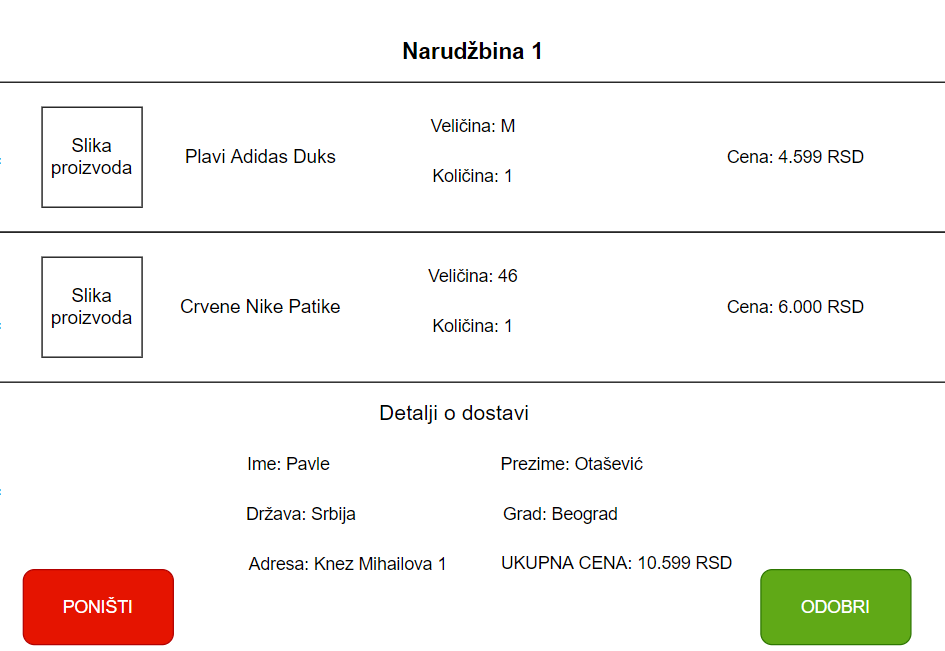 Narudžbina 1
Slika
proizvoda
Plavi Adidas Duks
Veličina: M
Količina: 1
Cena: 4.599 RSD
Slika
proizvoda
Crvene Nike Patike
Veličina: 46
Količina: 1
Cena: 6.000 RSD
Detalji o dostavi
Ime: Pavle
Prezime: Otašević
Država: Srbija
Grad: Beograd
Adresa: Knez Mihailova 1
UKUPNA CENA: 10.599 RSD
PONIŠTI
ODOBRI